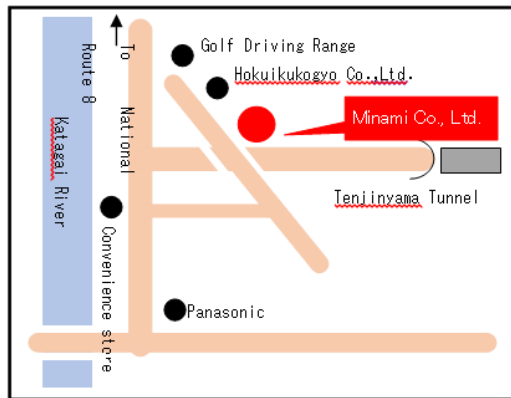 Golf Driving Range
Hokuikukogyo Co.,Ltd.
Minami Co., Ltd.
Tenjinyama Tunnel
To National
Route 8
Katagai River
Convenience store
Panasonic